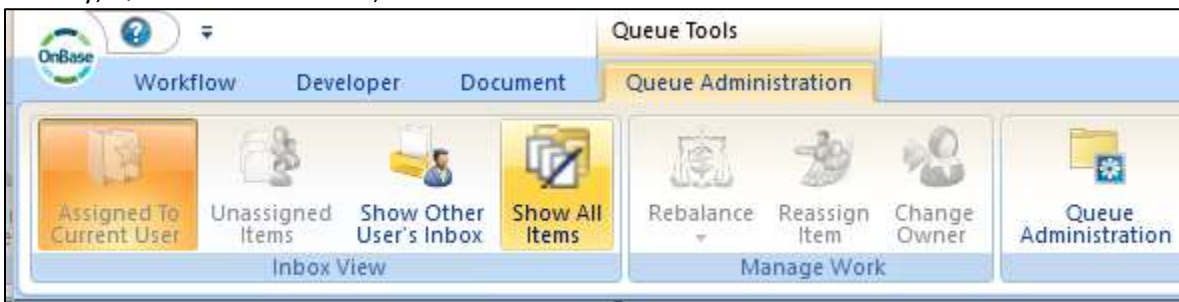 OnBase
Queue Tools
Workflow Developer Document Queue Administration
Assigned To Unassigned Show Other Show All Rebalance Reassign Change Queue
Current User Items User's Inbox Items Item Owner Administration
Inbox View Manage Work